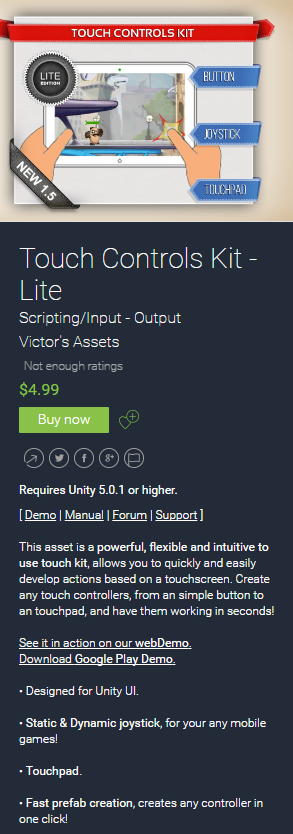 TOUCH CONTROLS KIT
LITE
EDITION
BUTTON
JOYSTICK
TOUCHPAD
NEW 1.5
Touch Controls Kit -
Lite
Scripting/Input - Output
Victor's Assets
Not enough ratings
$4.99
Buy now
Requires Unity 5.0.1 or higher.
[ Demo | Manual | Forum | Support ]
This asset is a powerful, flexible and intuitive to
use touch kit, allows you to quickly and easily
develop actions based on a touchscreen. Create
any touch controllers, from an simple button to
an touchpad, and have them working in seconds!
See it in action on our webDemo.
Download Google Play Demo.
• Designed for Unity UI.
• Static & Dynamic joystick, for your any mobile
games!
• Touchpad.
• Fast prefab creation, creates any controller in
one click!